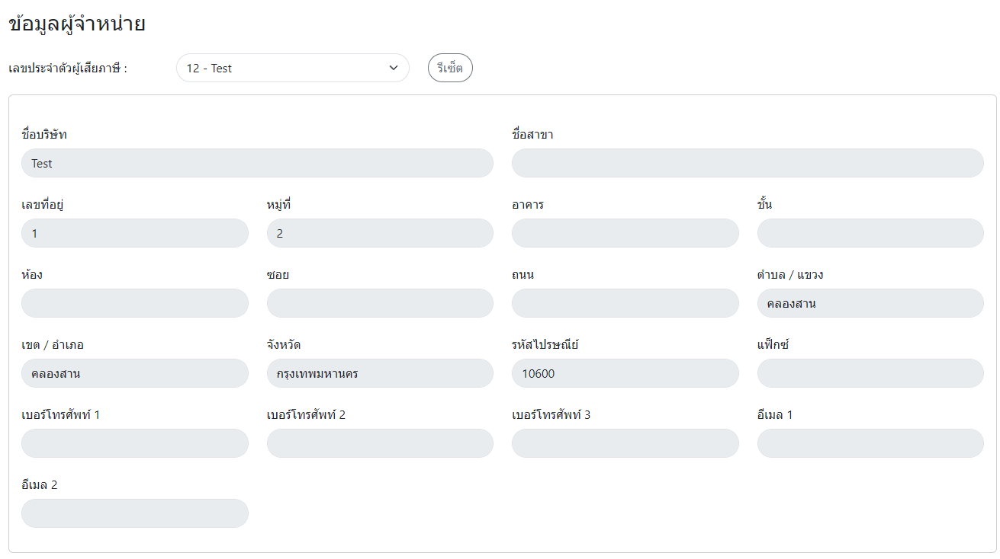 ข้อมูลผู้จำหน่าย
เลขประจำตัวผู้เสียภาษี : 12 - Test รีเซ็ต
ชื่อบริษัท ชื่อสาขา
Test
เลขที่อยู่ หมู่ที่ อาคาร ชั้น
1 2
ห้อง ซอย ถนน ตำบล / แขวง
คลองสาน
เขต / อำเภอ จังหวัด รหัสไปรษณีย์ แฟ็กซ์
คลองสาน กรุงเทพมหานคร 10600
เบอร์โทรศัพท์ 1 เบอร์โทรศัพท์ 2 เบอร์โทรศัพท์ 3 อีเมล 1
อีเมล 2